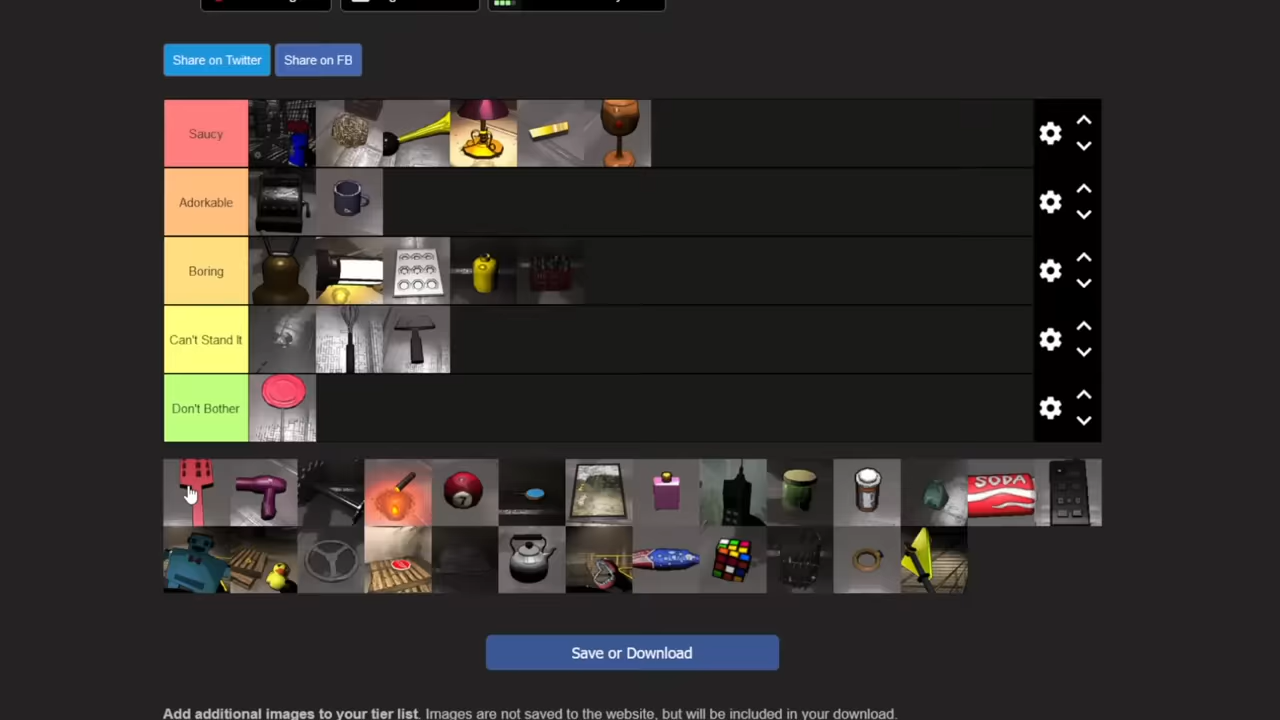 Share on Twitter
Share on FB
Saucy
Adorkable
Boring
Can't Stand It
Don't Bother
7
SODA
Save or Download
Add additional images to your tier list. Images are not saved to the website, but will be included in your download.